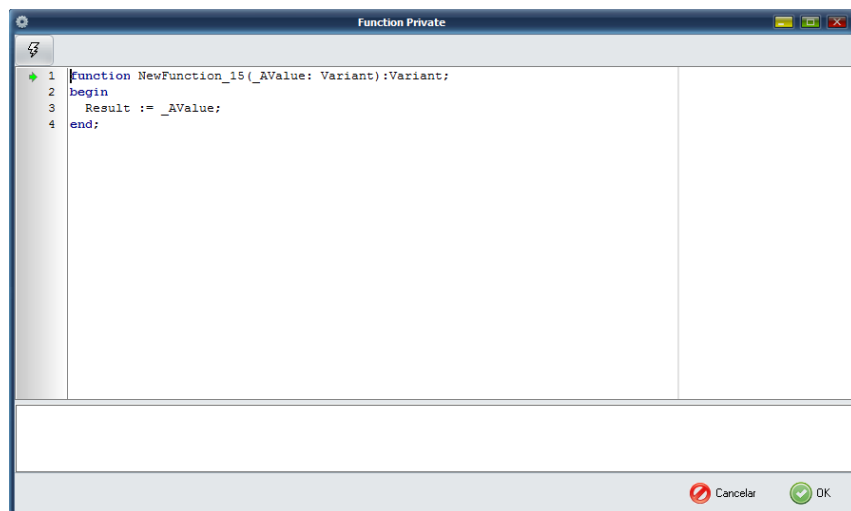 Function Private
1 function NewFunction_15(_AValue: Variant):Variant;
2 begin
3   Result := _AValue;
4 end;
Cancelar OK